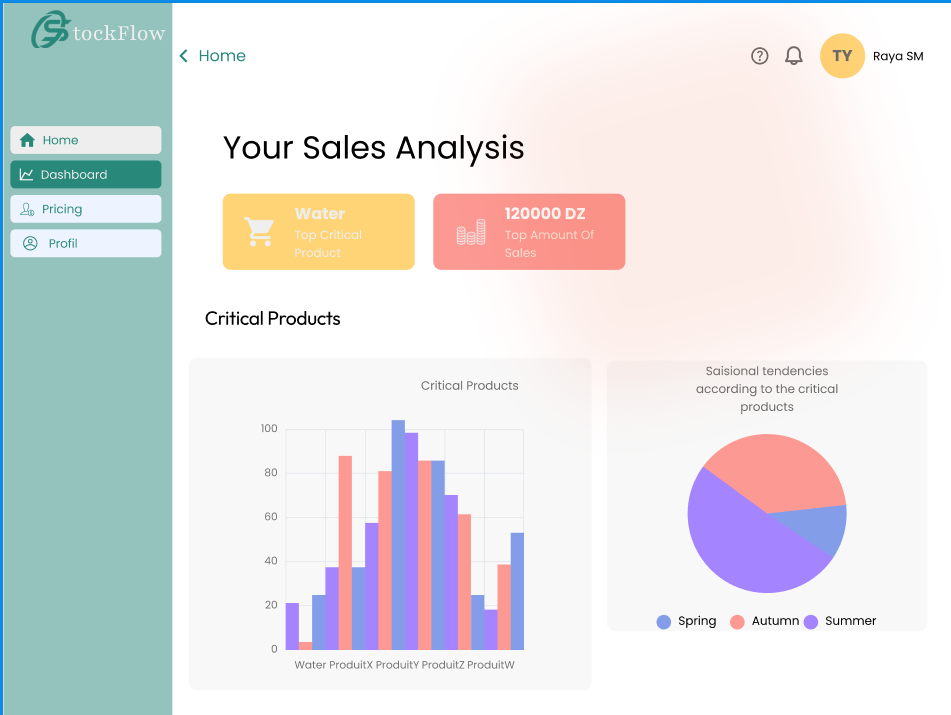 StockFlow
Home
TY
Raya SM
Home
Dashboard
Pricing
Profil
Your Sales Analysis
Water
Top Critical
Product
120000 DZ
Top Amount Of
Sales
Critical Products
Critical Products
100
80
60
40
20
0
Water ProduitX ProduitY ProduitZ ProduitW
Saisional tendencies
according to the critical
products
Spring Autumn Summer